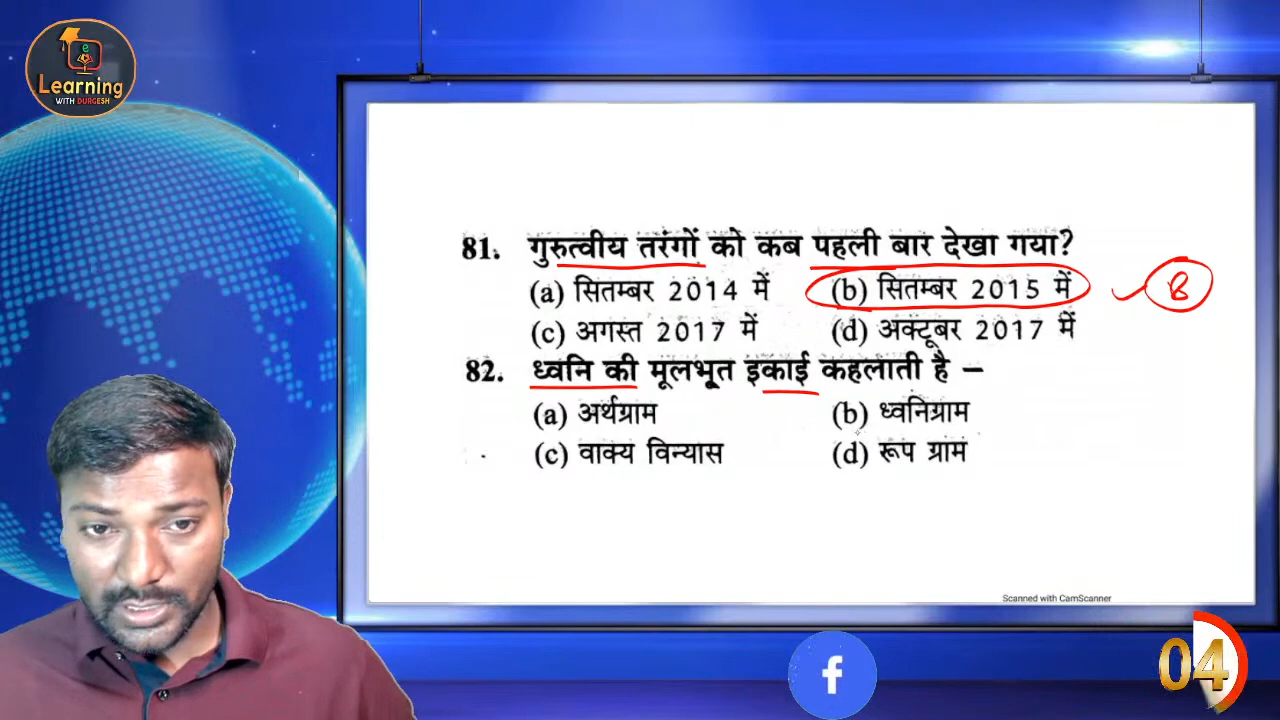 e
Learning
WITH DURGESH
81. गुरुत्वीय तरंगों को कब पहली बार देखा गया?
(a) सितम्बर 2014 में (b) सितम्बर 2015 में B
(c) अगस्त 2017 में (d) अक्टूबर 2017 में
82. ध्वनि की मूलभूत इकाई कहलाती है –
(a) अर्थग्राम (b) ध्वनिग्राम
(c) वाक्य विन्यास (d) रूप ग्राम
Scanned with CamScanner
f
04